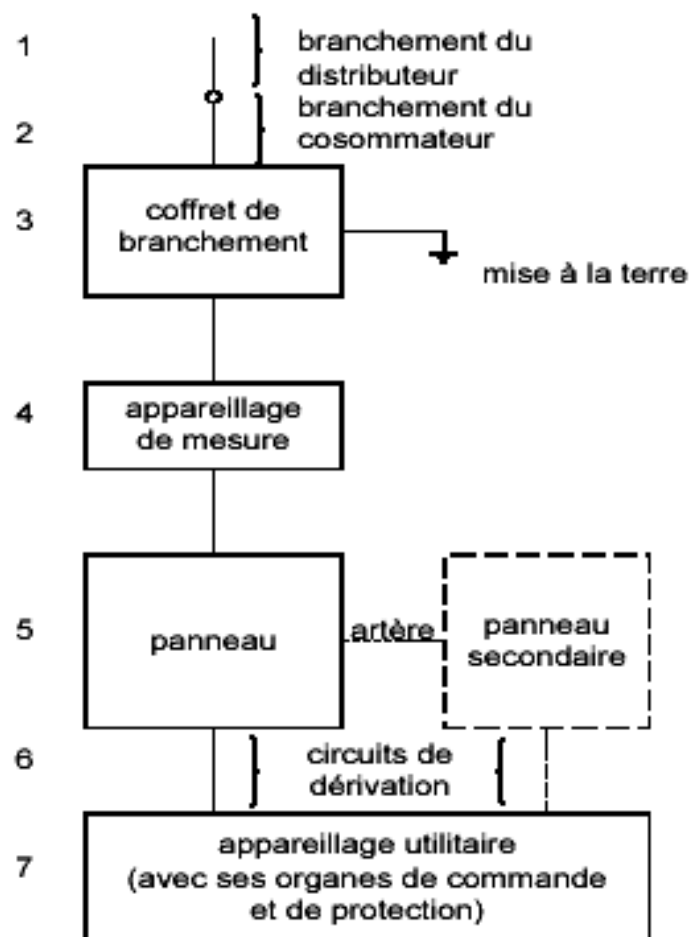 1
branchement du
distributeur
2
branchement du
cosommateur
3
coffret de
branchement
mise à la terre
4
appareillage
de mesure
5
panneau
artère
panneau
secondaire
6
circuits de
dérivation
7
appareillage utilitaire
(avec ses organes de commande
et de protection)